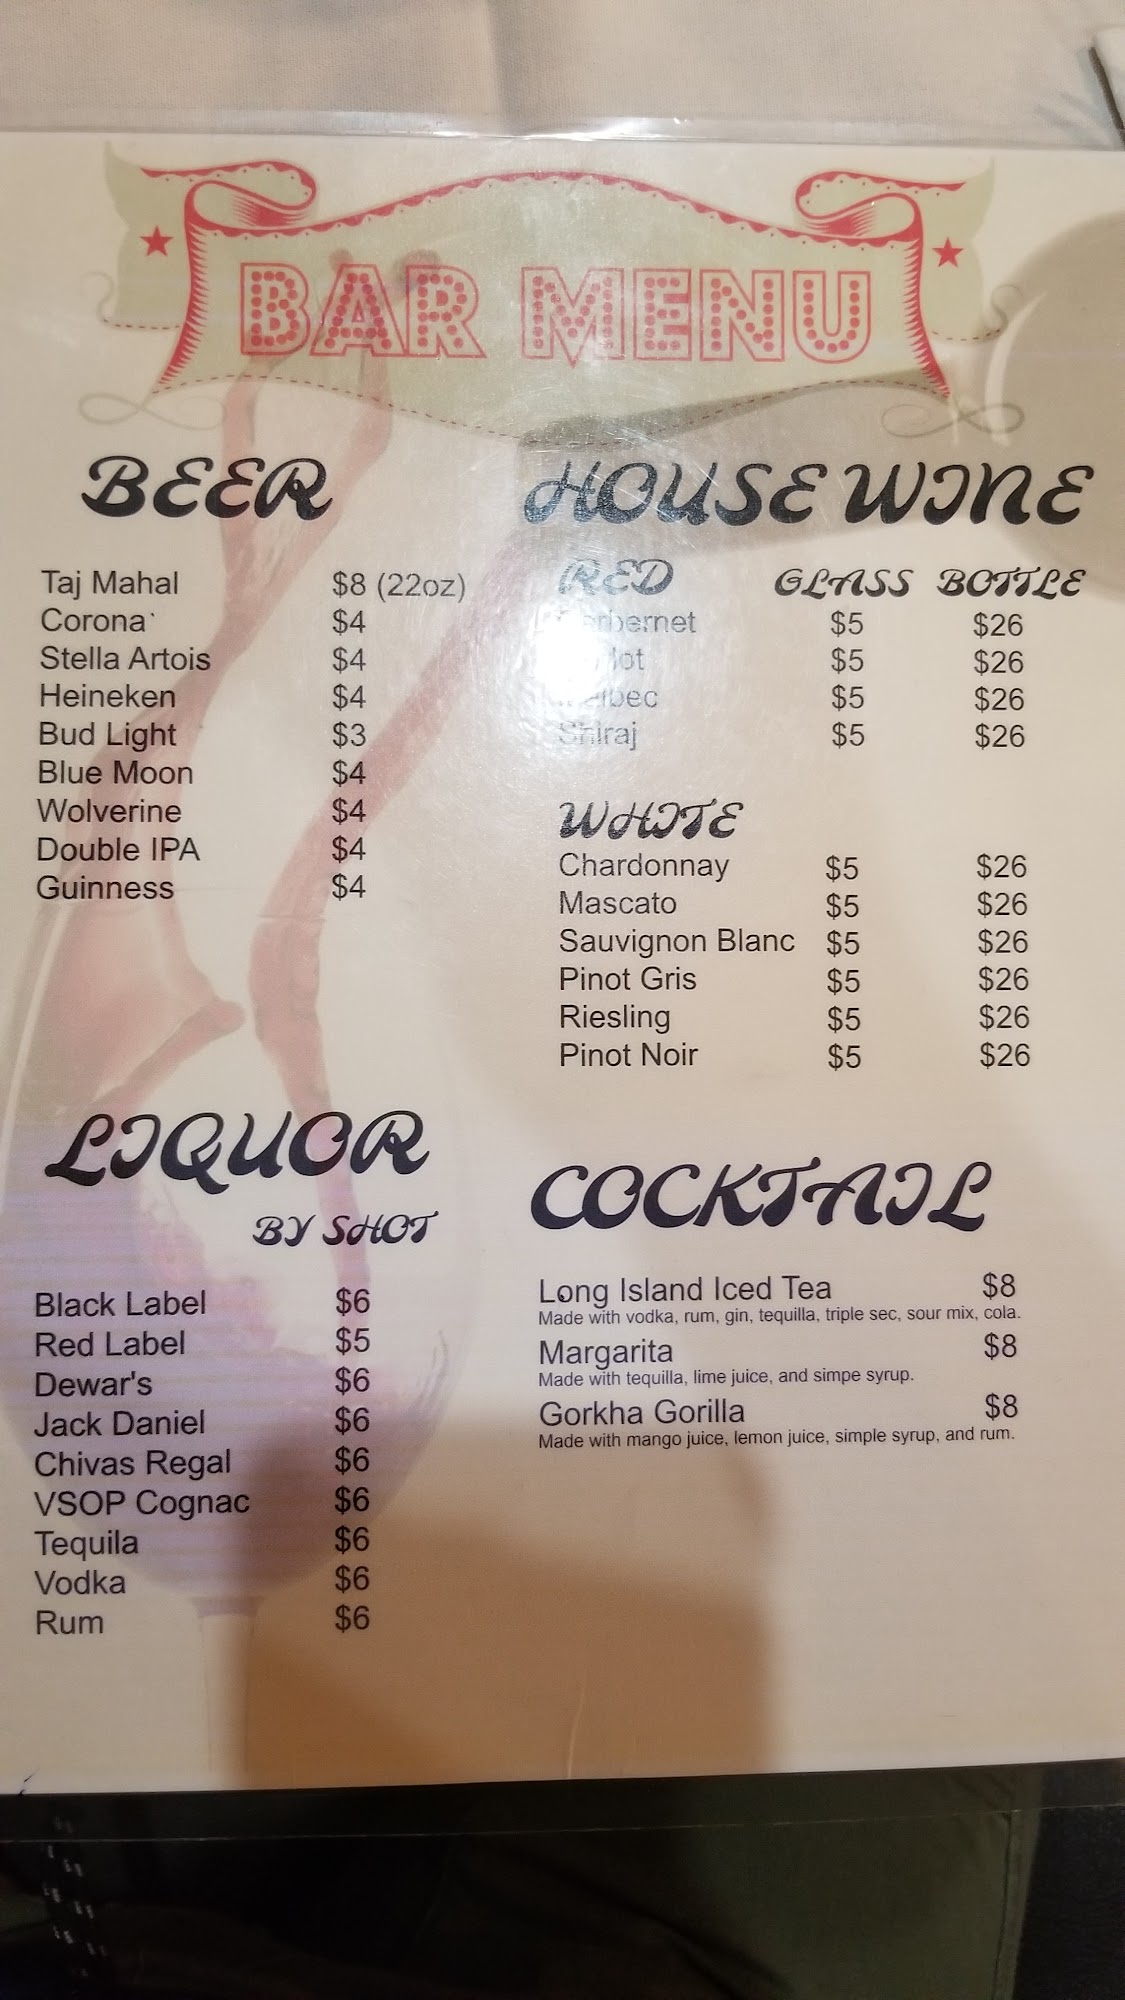 BAR MENU
BEER
Taj Mahal $8 (22oz)
Corona $4
Stella Artois $4
Heineken $4
Bud Light $3
Blue Moon $4
Wolverine $4
Double IPA $4
Guinness $4
HOUSE WINE
RED GLASS BOTTLE
$5 $26
$5 $26
$5 $26
Shiraj $5 $26
WHITE
Chardonnay $5 $26
Mascato $5 $26
Sauvignon Blanc $5 $26
Pinot Gris $5 $26
Riesling $5 $26
Pinot Noir $5 $26
LIQUOR
BY SHOT
Black Label $6
Red Label $5
Dewar's $6
Jack Daniel $6
Chivas Regal $6
VSOP Cognac $6
Tequila $6
Vodka $6
Rum $6
COCKTAIL
Long Island Iced Tea $8
Made with vodka, rum, gin, tequilla, triple sec, sour mix, cola.
Margarita $8
Made with tequilla, lime juice, and simpe syrup.
Gorkha Gorilla $8
Made with mango juice, lemon juice, simple syrup, and rum.